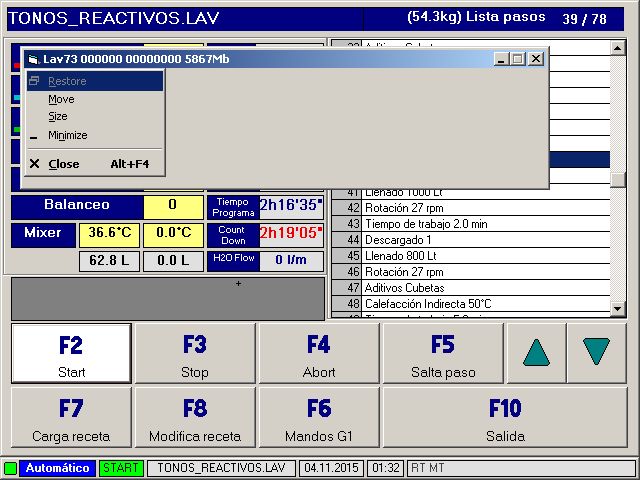 TONOS_REACTIVOS.LAV (54.3kg) Lista pasos 39 / 78
Lav73 000000 00000000 5867Mb
Restore
Move
Size
Minimize
Close Alt+F4
Balanceo 0 Tiempo Programa 2h16'35"
Mixer 36.6°C 0.0°C Count Down 2h19'05"
62.8 L 0.0 L H2O Flow 0 l/m
41 Llenado 1000 Lt
42 Rotación 27 rpm
43 Tiempo de trabajo 2.0 min
44 Descargado 1
45 Llenado 800 Lt
46 Rotación 27 rpm
47 Aditivos Cubetas
48 Calefacción Indirecta 50°C
F2 Start
F3 Stop
F4 Abort
F5 Salta paso
F7 Carga receta
F8 Modifica receta
F6 Mandos G1
F10 Salida
Automático START TONOS_REACTIVOS.LAV 04.11.2015 01:32 RT MT